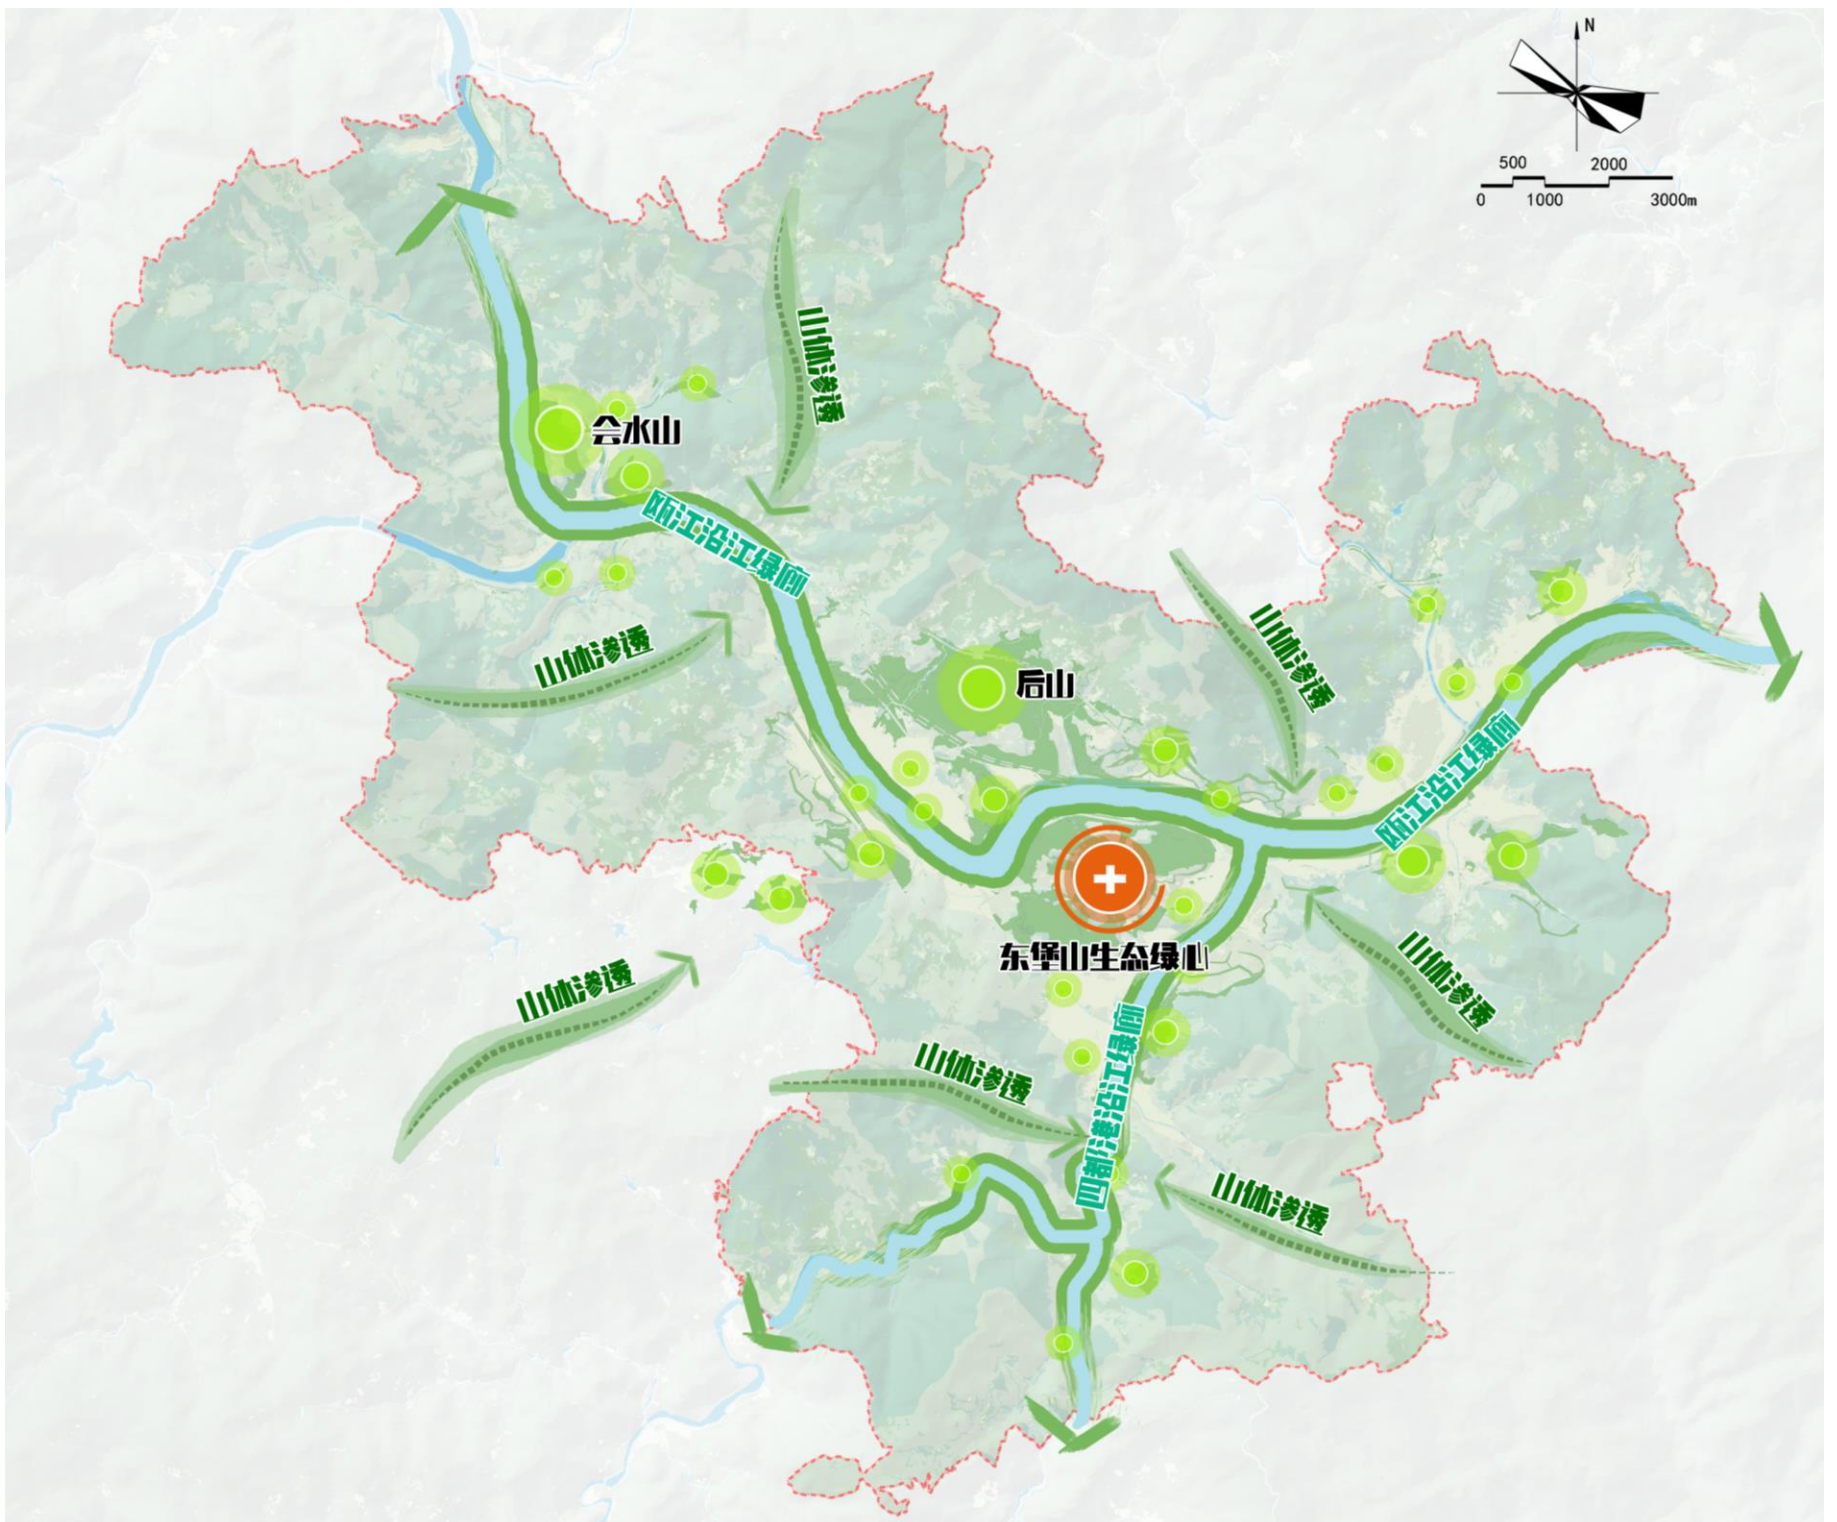 N
500 2000
0 1000 3000m
山体渗透
会水山
瓯江沿江绿廊
山体渗透
山体渗透
后山
瓯江沿江绿廊
东堡山生态绿心
山体渗透
山体渗透
四都港沿江绿廊
山体渗透
山体渗透